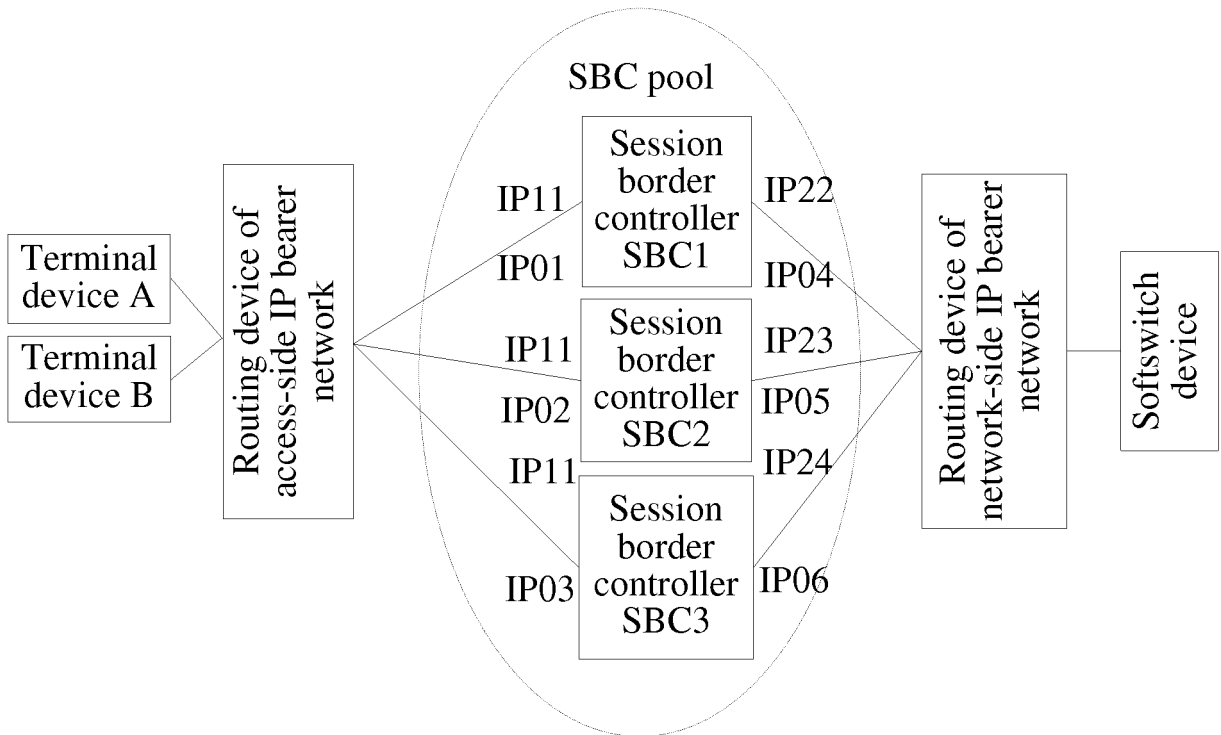 Terminal
device A
Terminal
device B
Routing device of
access-side IP bearer
network
SBC pool
IP11
IP01
Session
border
controller
SBC1
IP22
IP04
IP11
IP02
Session
border
controller
SBC2
IP23
IP05
IP11
IP03
Session
border
controller
SBC3
IP24
IP06
Routing device of
network-side IP bearer
network
Softswitch
device